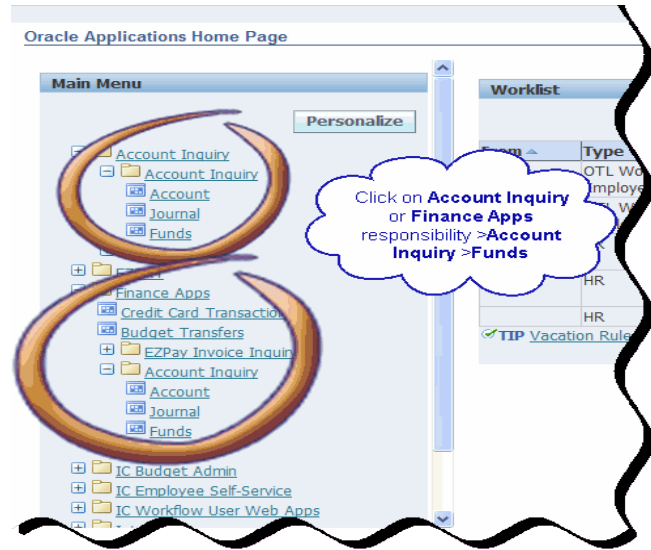 Oracle Applications Home Page
Main Menu
Personalize
Account Inquiry
Account Inquiry
Account
Journal
Funds
Finance Apps
Credit Card Transaction
Budget Transfers
EZPay Invoice Inquiry
Account Inquiry
Account
Journal
Funds
IC Budget Admin
IC Employee Self-Service
IC Workflow User Web Apps
Click on Account Inquiry
or Finance Apps
responsibility >Account
Inquiry >Funds
Worklist
Type
OTL Wo
HR
HR
TIP Vacation Rule